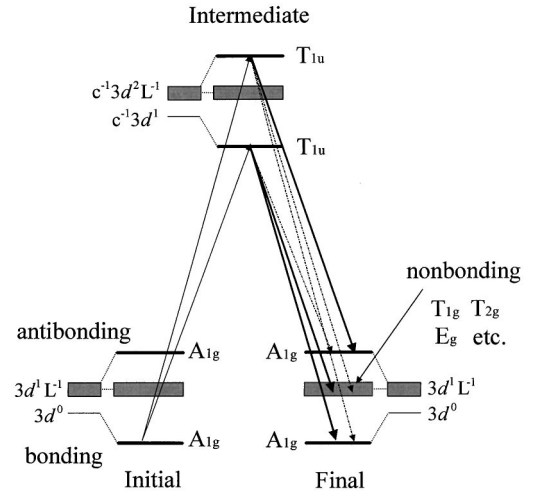 Intermediate
T₁ᵤ
c⁻¹3d²L⁻¹
c⁻¹3d¹
T₁ᵤ
nonbonding
T₁g T₂g
Eg etc.
antibonding
A₁g
A₁g
3d¹L⁻¹
3d¹L⁻¹
3d⁰
3d⁰
A₁g
A₁g
bonding
Initial
Final